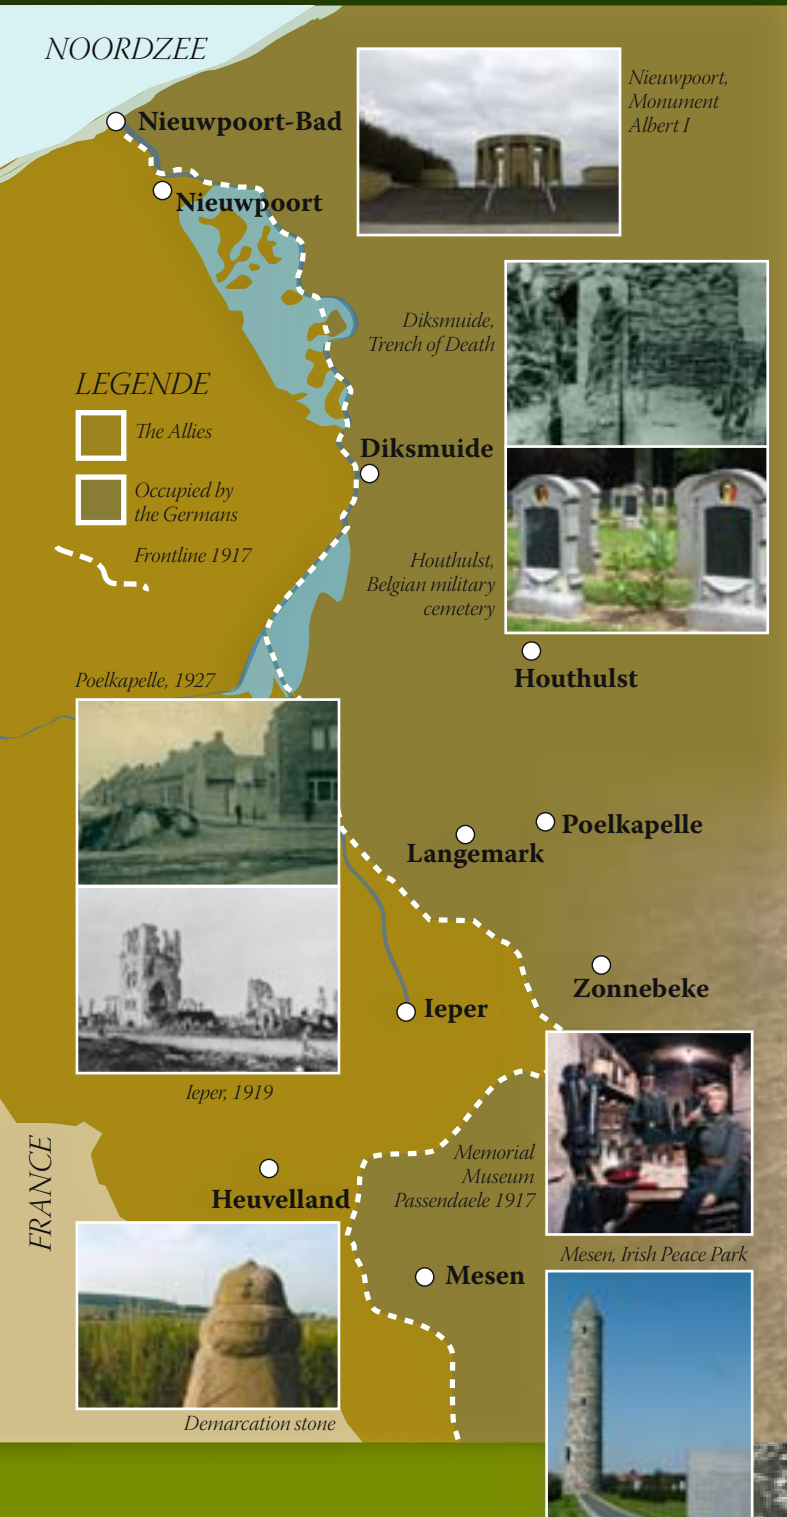 NOORDZEE
Nieuwpoort,
Monument
Albert I
Nieuwpoort-Bad
Nieuwpoort
Diksmuide,
Trench of Death
LEGENDE
The Allies
Occupied by
the Germans
Frontline 1917
Diksmuide
Houthulst,
Belgian military
cemetery
Houthulst
Poelkapelle, 1927
Poelkapelle
Langemark
Zonnebeke
Ieper
Ieper, 1919
Memorial
Museum
Passendaele 1917
FRANCE
Heuvelland
Mesen, Irish Peace Park
Mesen
Demarcation stone